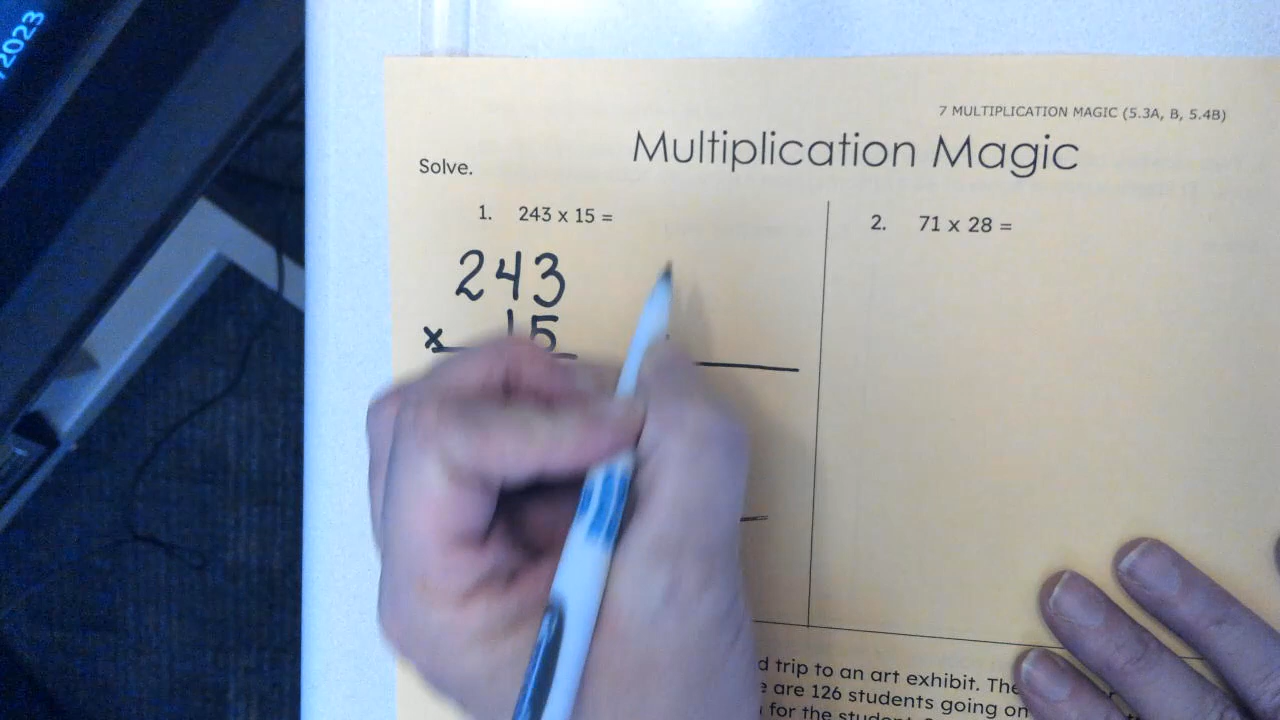 /2023
7 MULTIPLICATION MAGIC (5.3A, B, 5.4B)
Multiplication Magic
Solve.
1. 243 x 15 =
2. 71 x 28 =
243
x 15
trip to an art exhibit. The
are 126 students going on
for the student